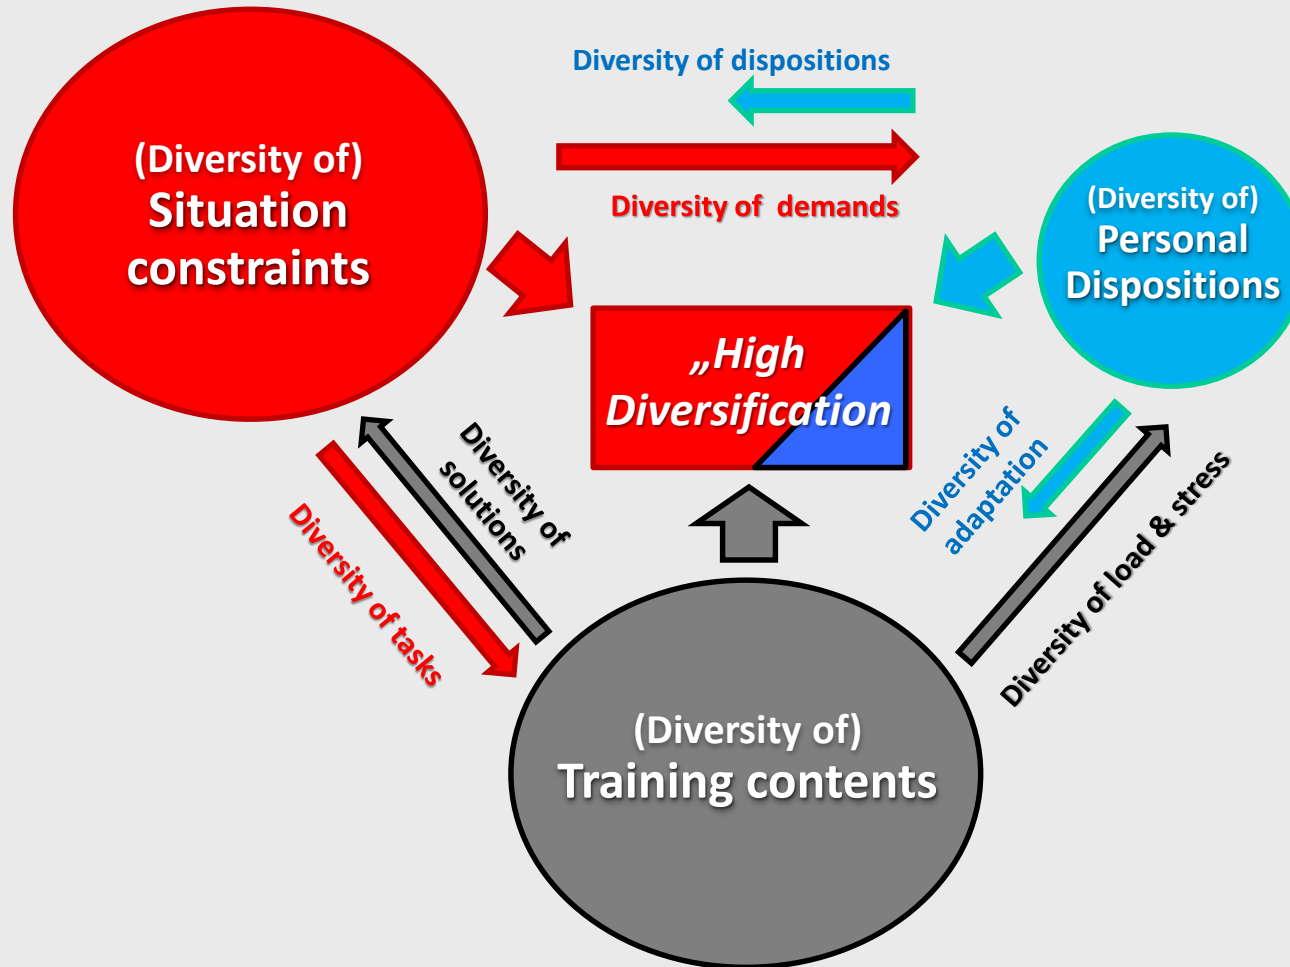 Diversity of dispositions
(Diversity of)
Situation
constraints
Diversity of  demands
(Diversity of)
Personal
Dispositions
„High
Diversification
Diversity of
solutions
Diversity of tasks
Diversity of
adaptation
Diversity of load & stress
(Diversity of)
Training contents